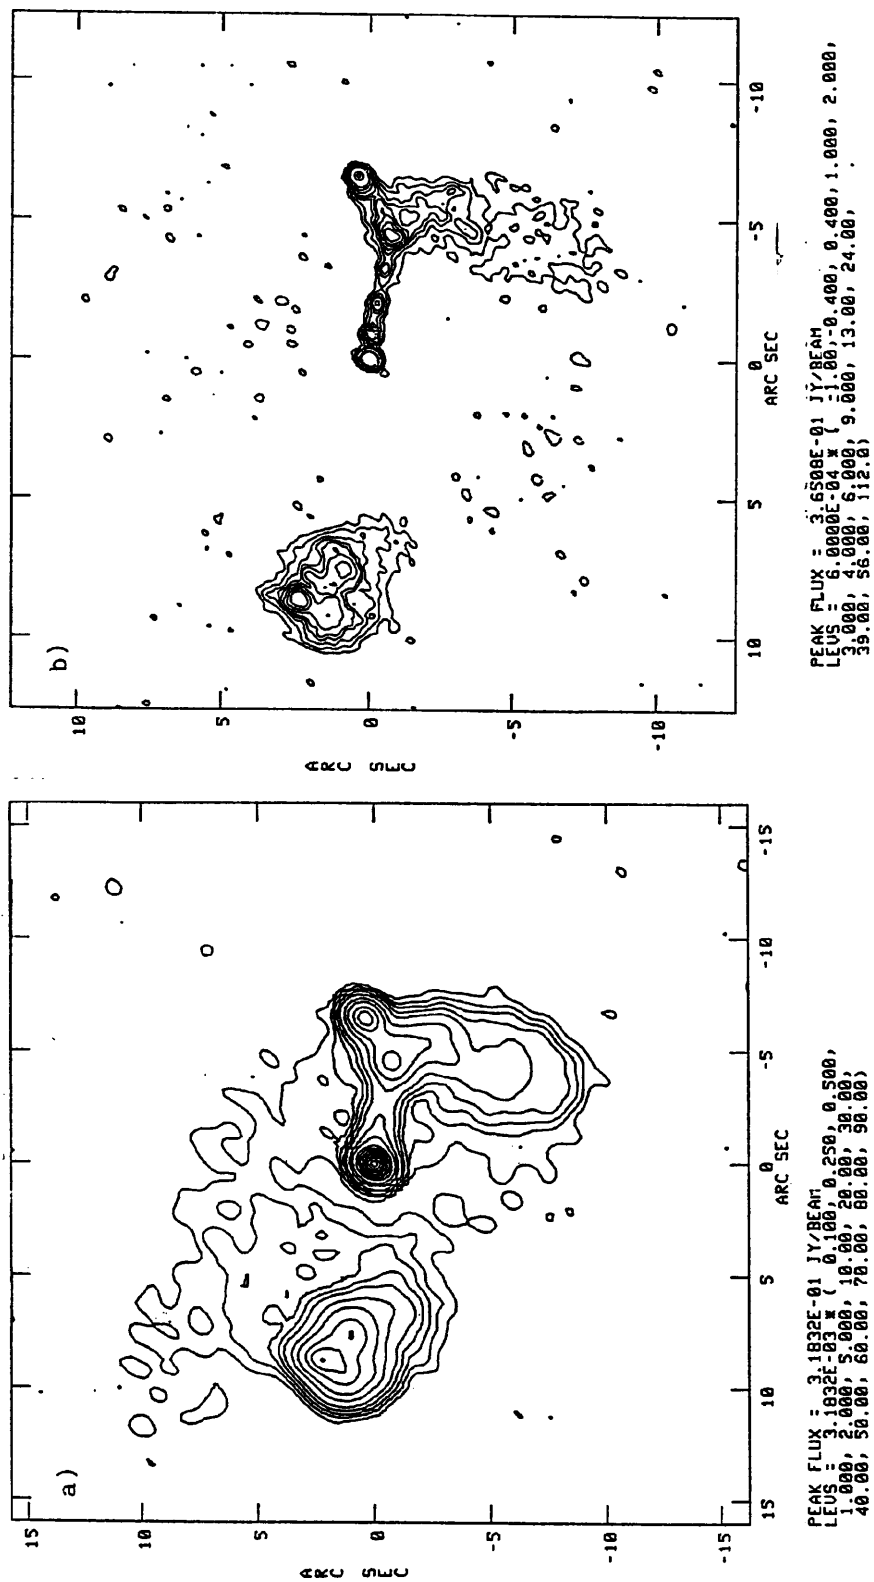 a)
15
10
5
0
-5
-10
-15
ARC SEC
15
10
5
0
-5
-10
-15
ARC SEC
PEAK FLUX = 3.1832E-01 JY/BEAM
LEVS = 3.1832E-03 * ( 0.100, 0.250, 0.500,
1.000, 2.000, 5.000, 10.00, 20.00, 30.00,
40.00, 50.00, 60.00, 70.00, 80.00, 90.00)
b)
10
5
0
-5
-10
ARC SEC
10
5
0
-5
-10
ARC SEC
PEAK FLUX = 3.6508E-01 JY/BEAM
LEVS = 6.0000E-04 * ( -1.00,-0.400, 0.400, 1.000, 2.000,
3.000, 4.000, 6.000, 9.000, 13.00, 24.00,
39.00, 56.00, 112.0)